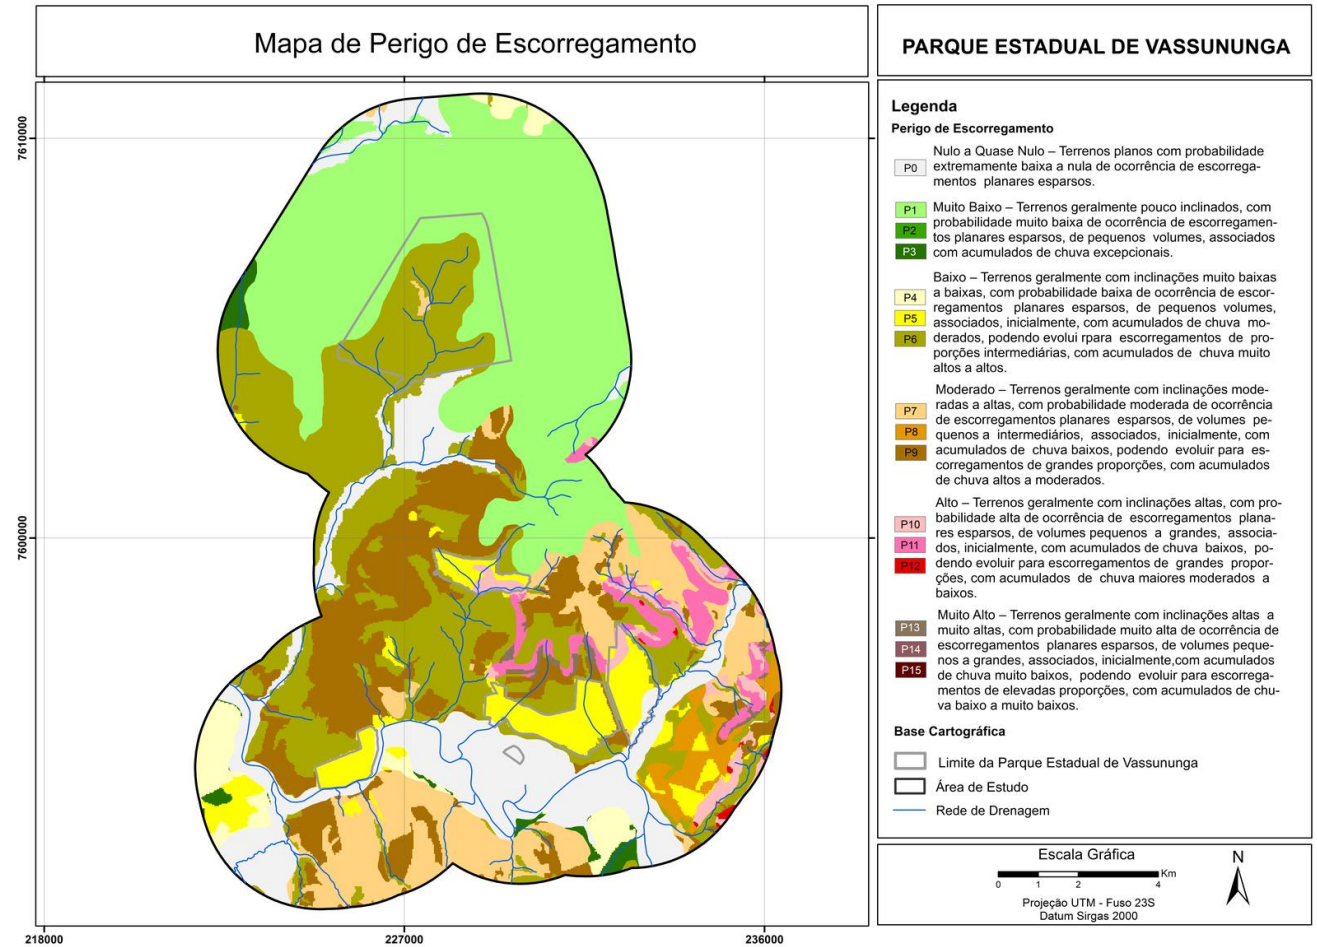 Mapa de Perigo de Escorregamento
7610000
7600000
218000
227000
236000
PARQUE ESTADUAL DE VASSUNUNGA
Legenda
Perigo de Escorregamento
P0
Nulo a Quase Nulo – Terrenos planos com probabilidade
extremamente baixa a nula de ocorrência de escorrega-
mentos planares esparsos.
P1
P2
P3
Muito Baixo – Terrenos geralmente pouco inclinados, com
probabilidade muito baixa de ocorrência de escorregamen-
tos planares esparsos, de pequenos volumes, associados
com acumulados de chuva excepcionais.
P4
P5
P6
Baixo – Terrenos geralmente com inclinações muito baixas
a baixas, com probabilidade baixa de ocorrência de escor-
regamentos planares esparsos, de pequenos volumes,
associados, inicialmente, com acumulados de chuva mo-
derados, podendo evolui rpara escorregamentos de pro-
porções intermediárias, com acumulados de chuva muito
altos a altos.
P7
P8
P9
Moderado – Terrenos geralmente com inclinações mode-
radas a altas, com probabilidade moderada de ocorrência
de escorregamentos planares esparsos, de volumes pe-
quenos a intermediários, associados, inicialmente, com
acumulados de chuva baixos, podendo evoluir para es-
corregamentos de grandes proporções, com acumulados
de chuva altos a moderados.
P10
P11
P12
Alto – Terrenos geralmente com inclinações altas, com pro-
babilidade alta de ocorrência de escorregamentos plana-
res esparsos, de volumes pequenos a grandes, associa-
dos, inicialmente, com acumulados de chuva baixos, po-
dendo evoluir para escorregamentos de grandes propor-
ções, com acumulados de chuva maiores moderados a
baixos.
P13
P14
P15
Muito Alto – Terrenos geralmente com inclinações altas a
muito altas, com probabilidade muito alta de ocorrência de
escorregamentos planares esparsos, de volumes peque-
nos a grandes, associados, inicialmente,com acumulados
de chuva muito baixos, podendo evoluir para escorrega-
mentos de elevadas proporções, com acumulados de chu-
va baixo a muito baixos.
Base Cartográfica
Limite da Parque Estadual de Vassununga
Área de Estudo
Rede de Drenagem
Escala Gráfica
Km
0 1 2 4
Projeção UTM - Fuso 23S
Datum Sirgas 2000
N